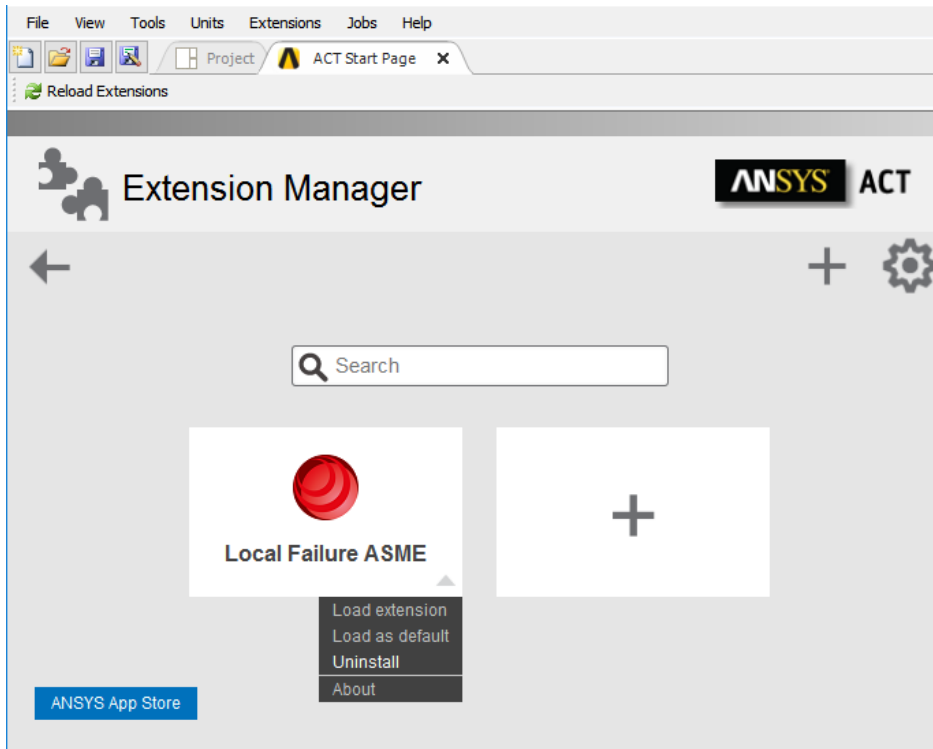 File View Tools Units Extensions Jobs Help
Project ACT Start Page
Reload Extensions
Extension Manager
ANSYS ACT
Search
Local Failure ASME
Load extension
Load as default
Uninstall
About
ANSYS App Store